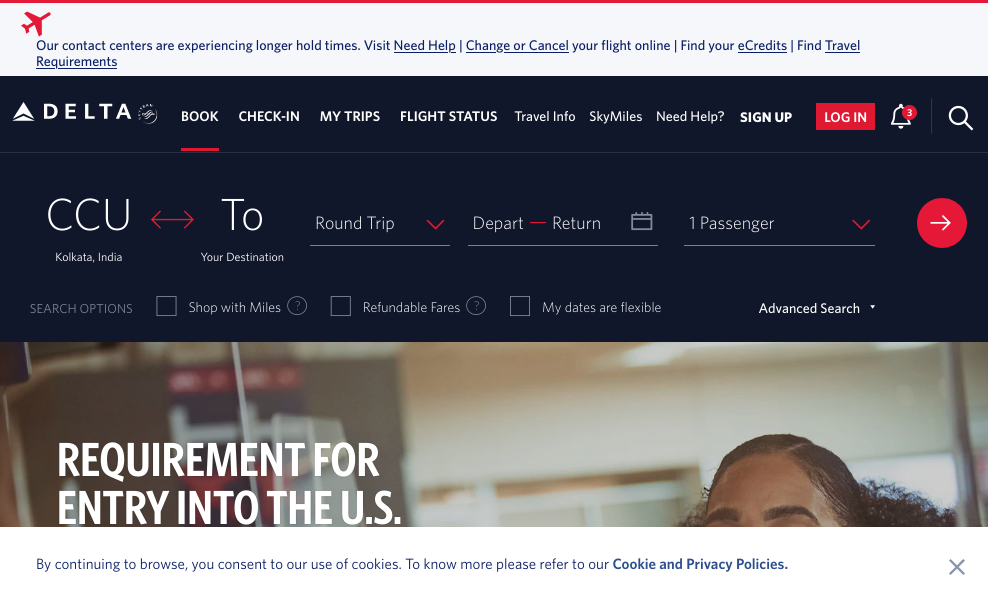 Our contact centers are experiencing longer hold times. Visit Need Help | Change or Cancel your flight online | Find your eCredits | Find Travel
Requirements
DELTA BOOK CHECK-IN MY TRIPS FLIGHT STATUS Travel Info SkyMiles Need Help? SIGN UP LOG IN 3
CCU To Round Trip Depart — Return 1 Passenger
Kolkata, India Your Destination
SEARCH OPTIONS Shop with Miles ? Refundable Fares ? My dates are flexible Advanced Search
REQUIREMENT FOR
ENTRY INTO THE U.S.
By continuing to browse, you consent to our use of cookies. To know more please refer to our Cookie and Privacy Policies.